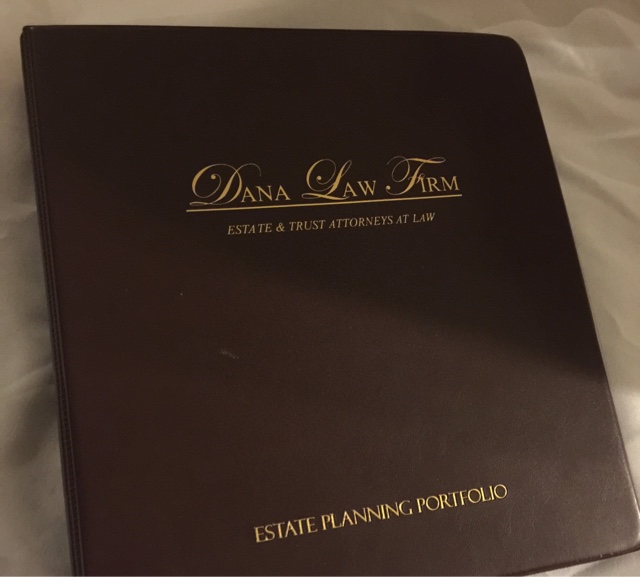 DANA LAW FIRM
ESTATE & TRUST ATTORNEYS AT LAW
ESTATE PLANNING PORTFOLIO